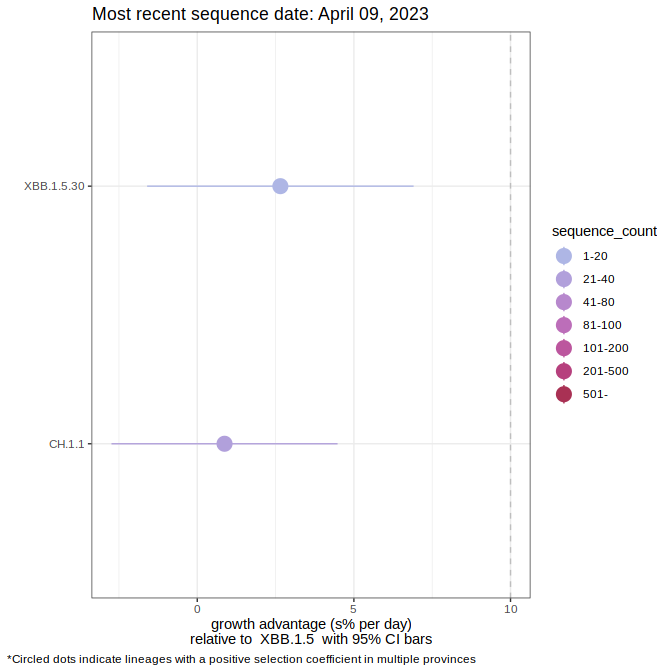 Most recent sequence date: April 09, 2023
XBB.1.5.30
CH.1.1
0
5
10
growth advantage (s% per day)
relative to  XBB.1.5  with 95% CI bars
sequence_count
1-20
21-40
41-80
81-100
101-200
201-500
501-
*Circled dots indicate lineages with a positive selection coefficient in multiple provinces